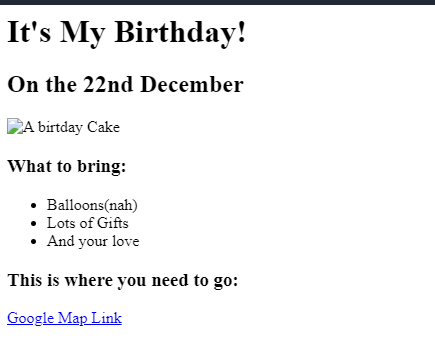 It's My Birthday!
On the 22nd December
A birtday Cake
What to bring:
Balloons(nah)
Lots of Gifts
And your love
This is where you need to go:
Google Map Link